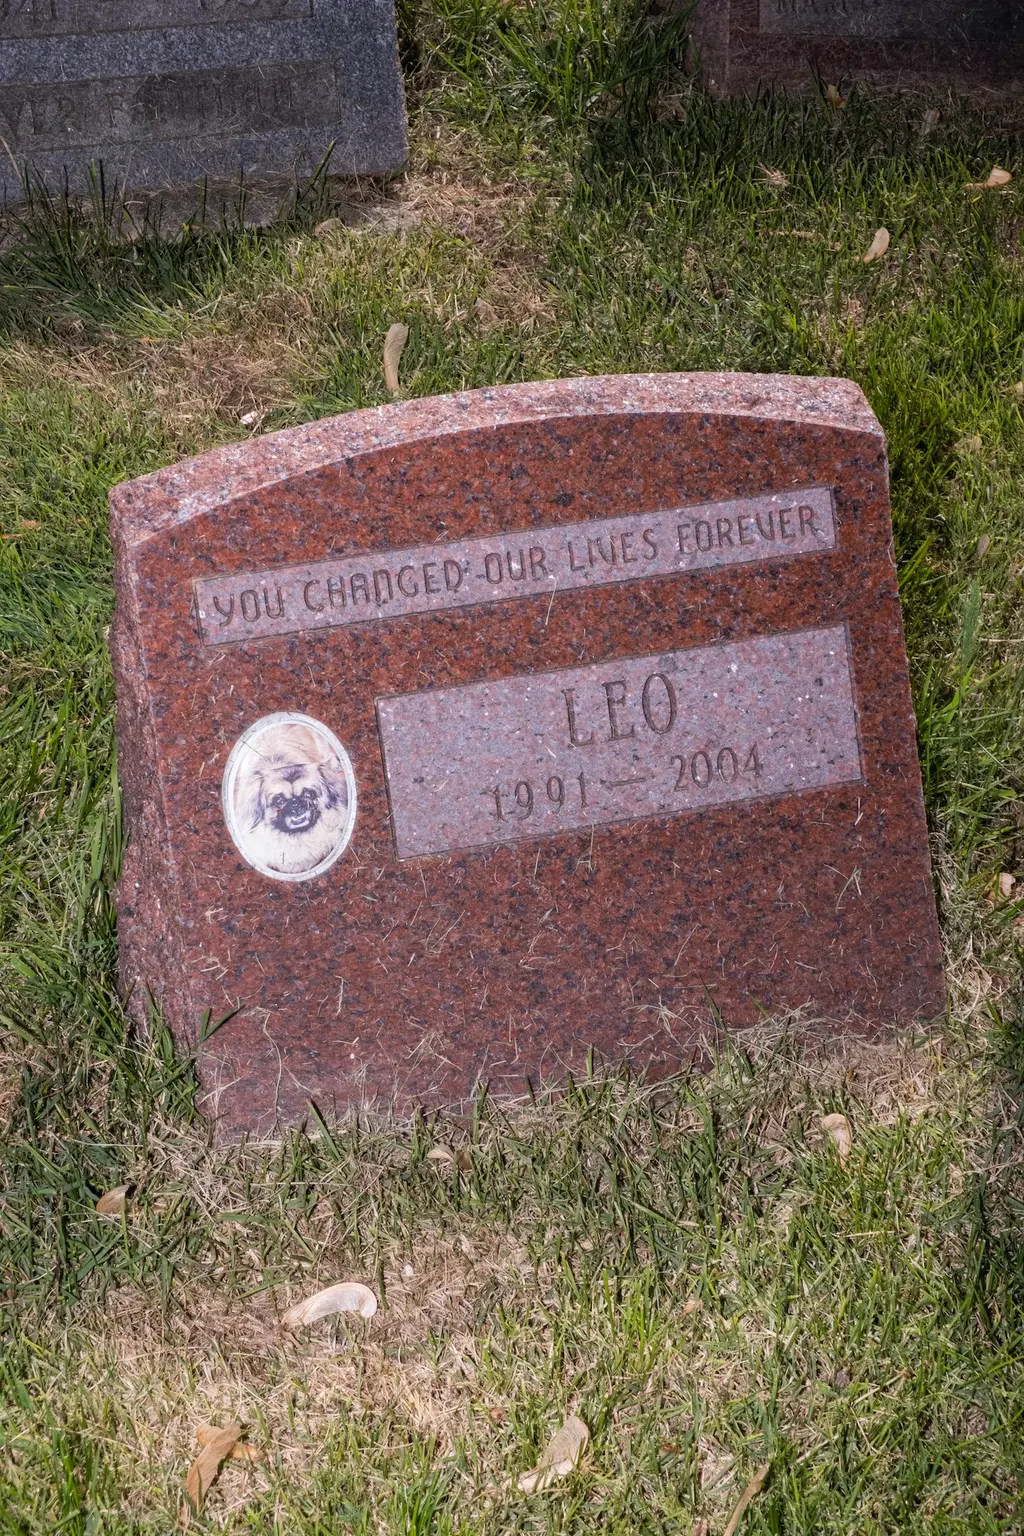 YOU CHANGED OUR LIVES FOREVER
LEO
1991 — 2004